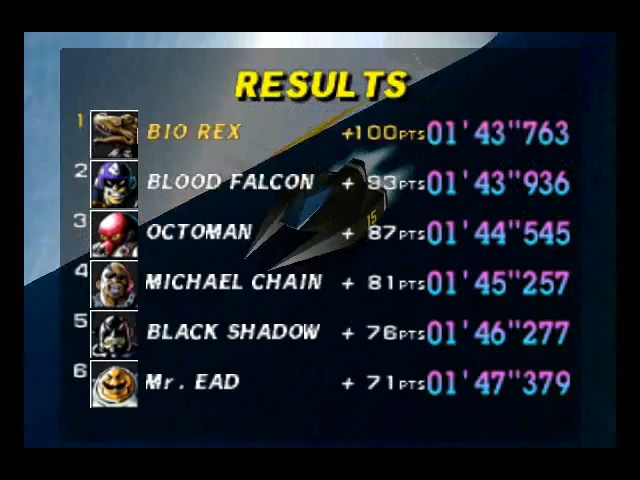 RESULTS
1 BIO REX +100PTS 01'43"763
2 BLOOD FALCON + 93PTS 01'43"936
3 OCTOMAN + 87PTS 01'44"545
4 MICHAEL CHAIN + 81PTS 01'45"257
5 BLACK SHADOW + 76PTS 01'46"277
6 Mr. EAD + 71PTS 01'47"379
15